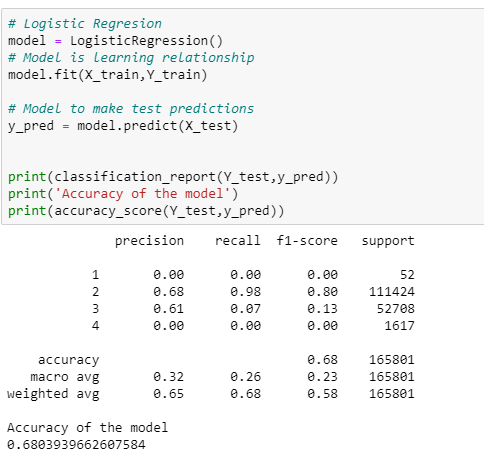 # Logistic Regresion
model = LogisticRegression()
# Model is learning relationship
model.fit(X_train,Y_train)
# Model to make test predictions
y_pred = model.predict(X_test)
print(classification_report(Y_test,y_pred))
print('Accuracy of the model')
print(accuracy_score(Y_test,y_pred))
precision recall f1-score support
1 0.00 0.00 0.00 52
2 0.68 0.98 0.80 111424
3 0.61 0.07 0.13 52708
4 0.00 0.00 0.00 1617
accuracy 0.68 165801
macro avg 0.32 0.26 0.23 165801
weighted avg 0.65 0.68 0.58 165801
Accuracy of the model
0.6803939662607584